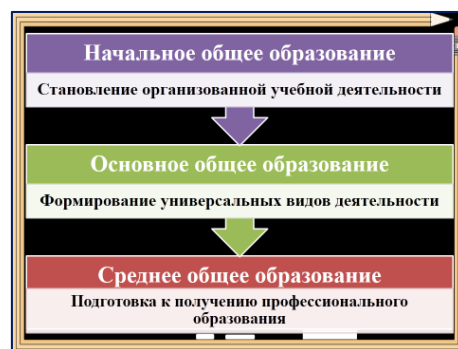 Начальное общее образование
Становление организованной учебной деятельности
Основное общее образование
Формирование универсальных видов деятельности
Среднее общее образование
Подготовка к получению профессионального
образования